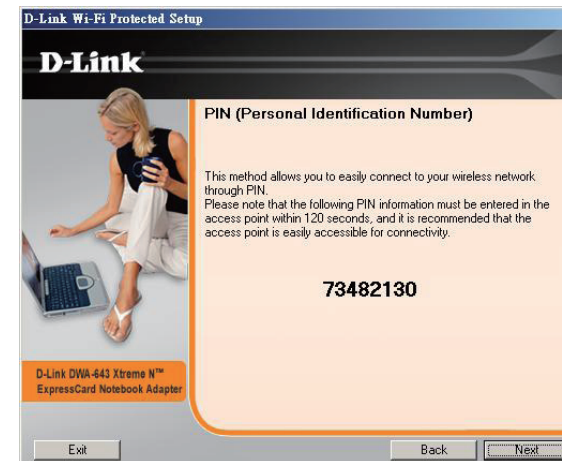 D-Link Wi-Fi Protected Setup
D-Link
PIN (Personal Identification Number)
This method allows you to easily connect to your wireless network
through PIN.
Please note that the following PIN information must be entered in the
access point within 120 seconds, and it is recommended that the
access point is easily accessible for connectivity.
73482130
D-Link DWA-643 Xtreme N™
ExpressCard Notebook Adapter
Exit
Back
Next